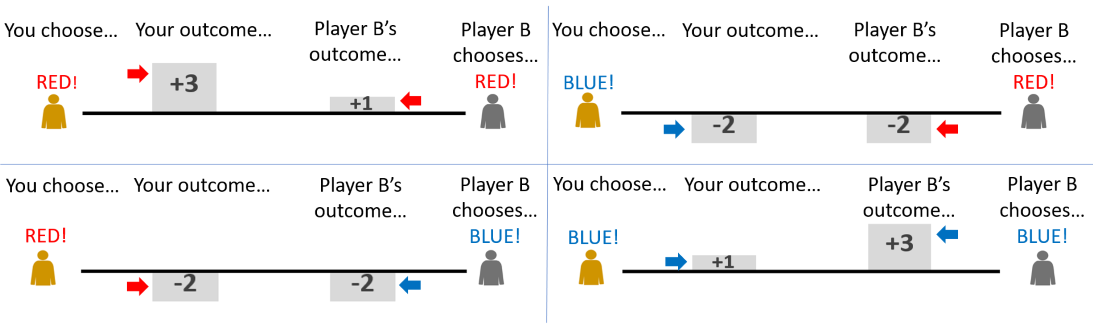 You choose...
Your outcome...
Player B's
outcome...
Player B
chooses...
RED!
+3
+1
RED!
You choose...
Your outcome...
Player B's
outcome...
Player B
chooses...
BLUE!
-2
-2
RED!
You choose...
Your outcome...
Player B's
outcome...
Player B
chooses...
RED!
-2
-2
BLUE!
You choose...
Your outcome...
Player B's
outcome...
Player B
chooses...
BLUE!
+1
+3
BLUE!